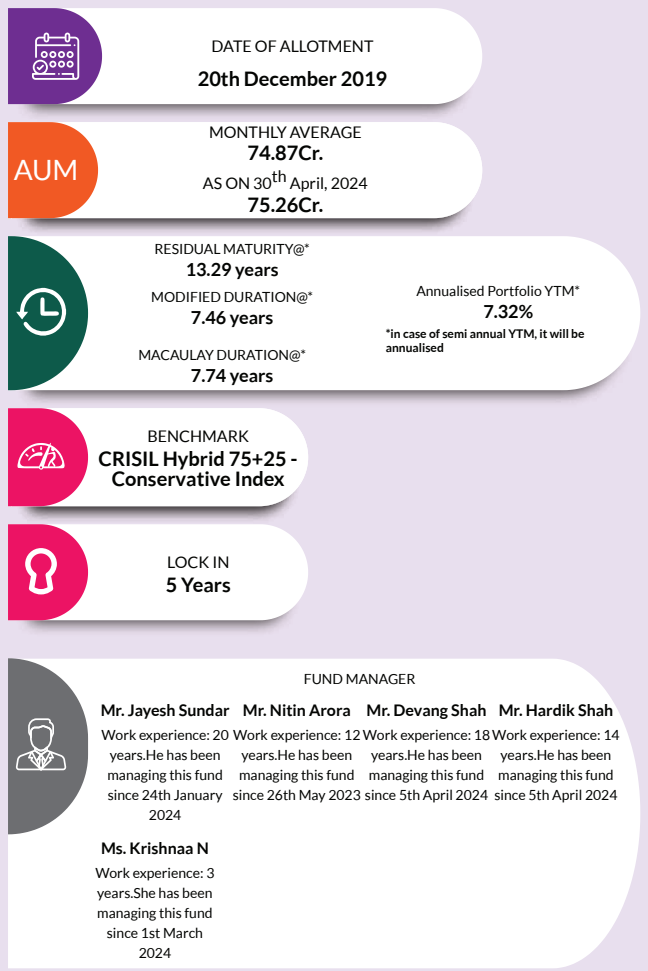 DATE OF ALLOTMENT
20th December 2019
AUM
MONTHLY AVERAGE
74.87Cr.
AS ON 30th April, 2024
75.26Cr.
RESIDUAL MATURITY@*
13.29 years
MODIFIED DURATION@*
7.46 years
MACAULAY DURATION@*
7.74 years
Annualised Portfolio YTM*
7.32%
*in case of semi annual YTM, it will be
annualised
BENCHMARK
CRISIL Hybrid 75+25 -
Conservative Index
LOCK IN
5 Years
FUND MANAGER
Mr. Jayesh Sundar
Work experience: 20
years.He has been
managing this fund
since 24th January
2024
Mr. Nitin Arora
Work experience: 12
years.He has been
managing this fund
since 26th May 2023
Mr. Devang Shah
Work experience: 18
years.He has been
managing this fund
since 5th April 2024
Mr. Hardik Shah
Work experience: 14
years.He has been
managing this fund
since 5th April 2024
Ms. Krishnaa N
Work experience: 3
years.She has been
managing this fund
since 1st March
2024